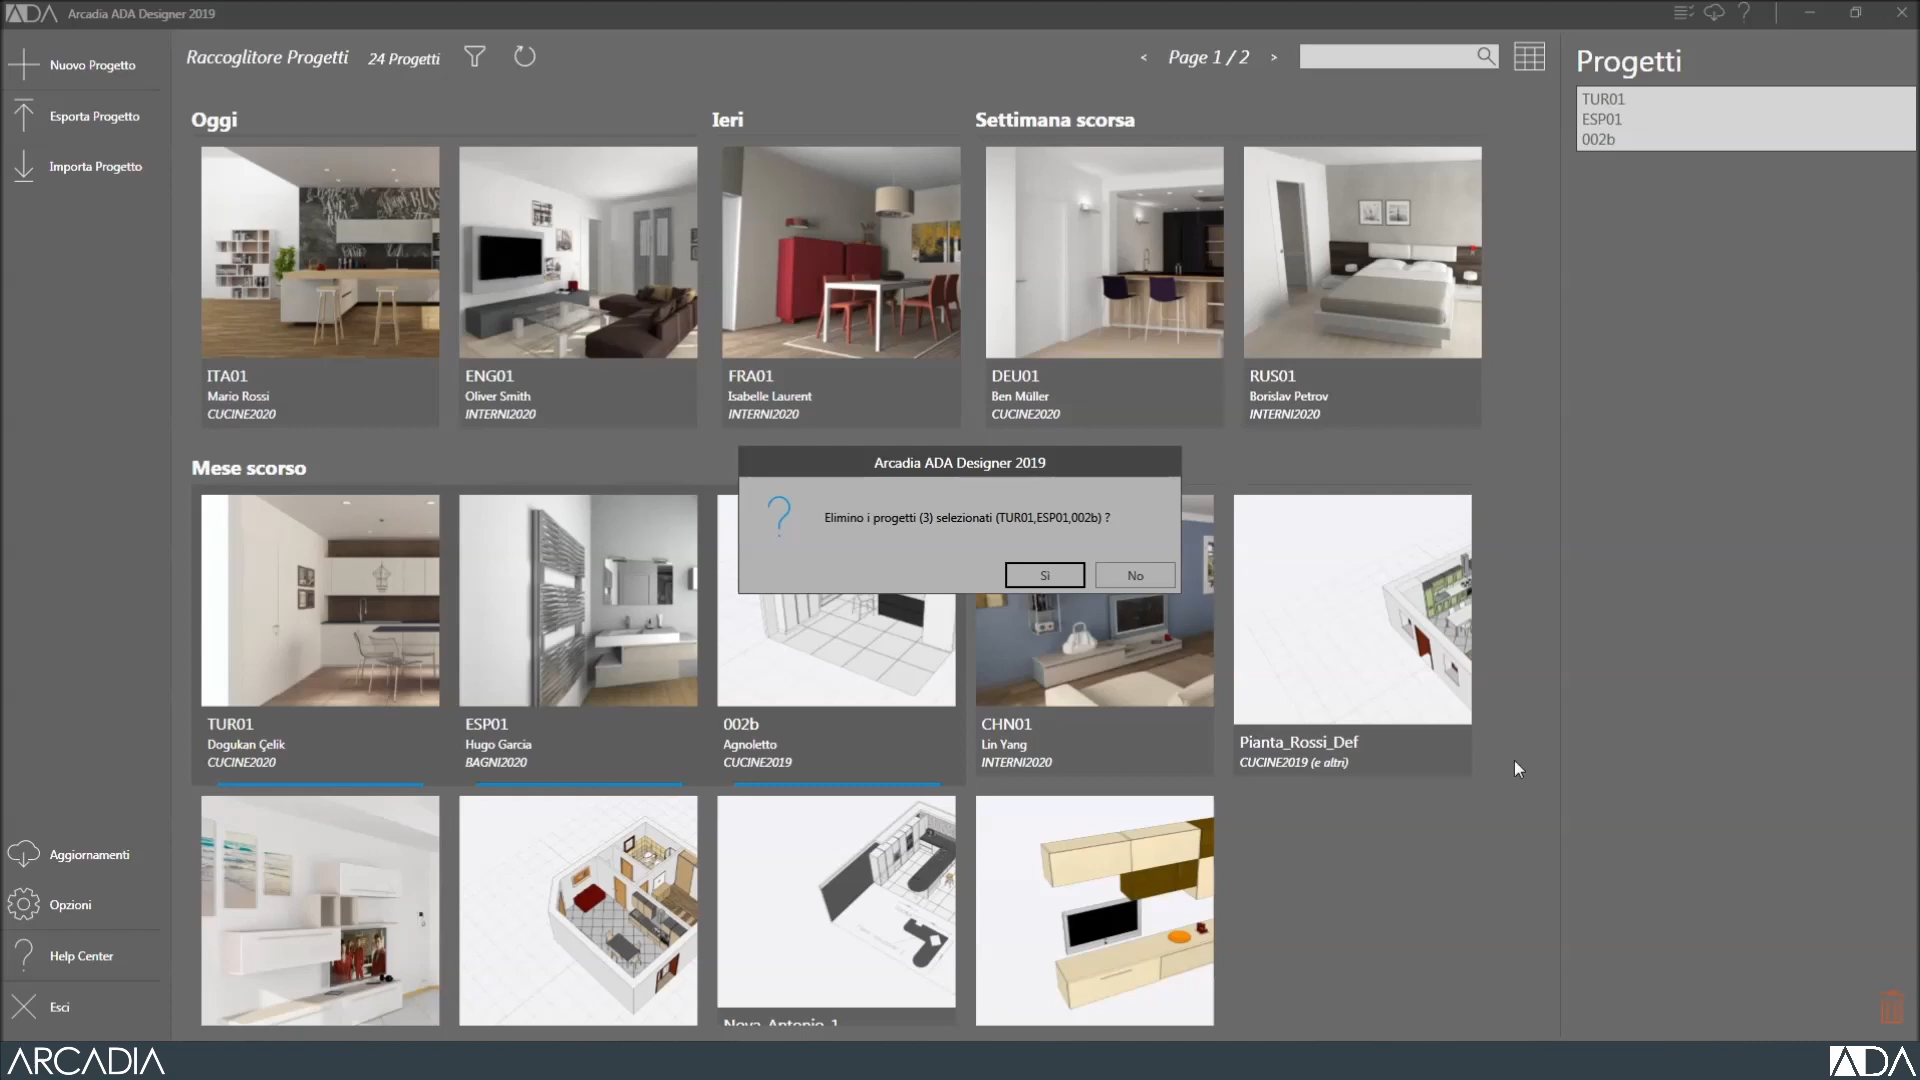 ADA Arcadia ADA Designer 2019
Nuovo Progetto
Esporta Progetto
Importa Progetto
Raccoglitore Progetti 24 Progetti
< Page 1 / 2 >
Oggi
Ieri
Settimana scorsa
ITA01
Mario Rossi
CUCINE2020
ENG01
Oliver Smith
INTERNI2020
FRA01
Isabelle Laurent
INTERNI2020
DEU01
Ben Müller
CUCINE2020
RUS01
Borislav Petrov
INTERNI2020
Mese scorso
Arcadia ADA Designer 2019
Elimino i progetti (3) selezionati (TUR01,ESP01,002b) ?
Sì
No
TUR01
Dogukan Çelik
CUCINE2020
ESP01
Hugo Garcia
BAGNI2020
002b
Agnoletto
CUCINE2019
CHN01
Lin Yang
INTERNI2020
Pianta_Rossi_Def
CUCINE2019 (e altri)
Nova_Antonio_1
Progetti
TUR01
ESP01
002b
Aggiornamenti
Opzioni
Help Center
Esci
ARCADIA
ADA